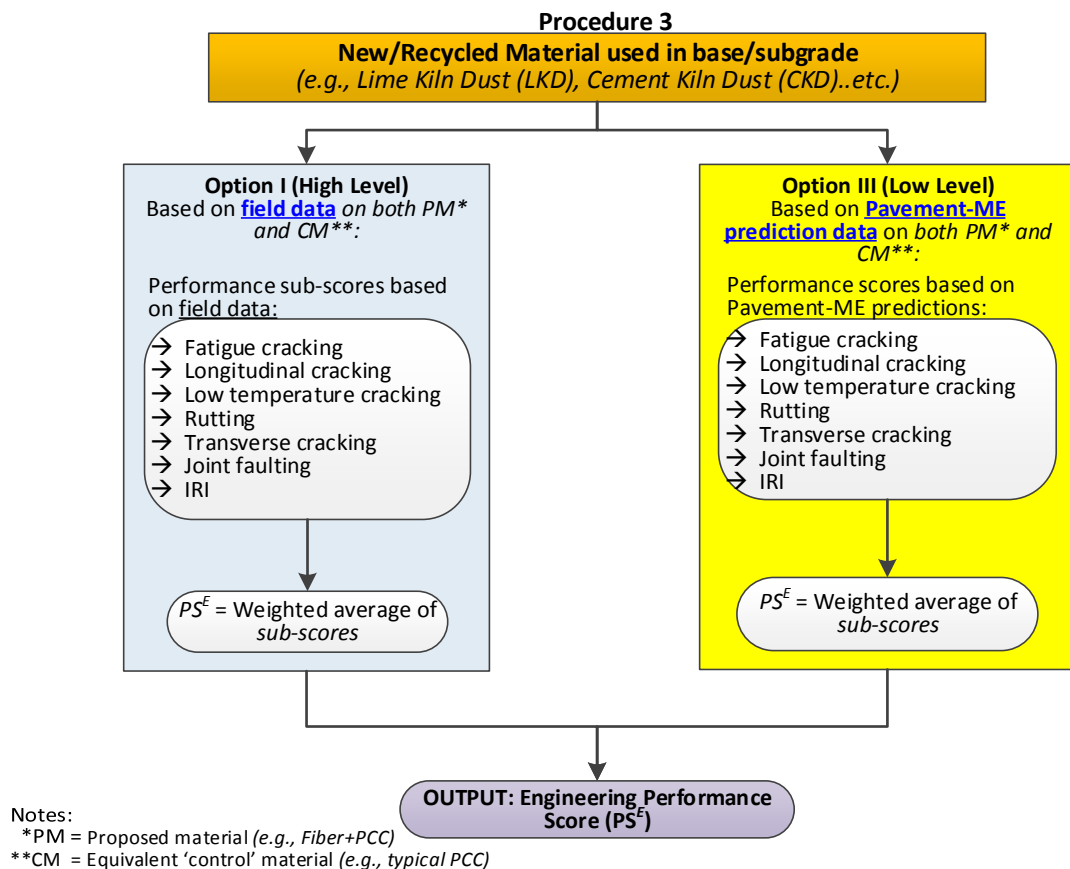 Procedure 3
New/Recycled Material used in base/subgrade
(e.g., Lime Kiln Dust (LKD), Cement Kiln Dust (CKD)..etc.)
Option I (High Level)
Based on field data on both PM*
and CM**:
Performance sub-scores based
on field data:
→ Fatigue cracking
→ Longitudinal cracking
→ Low temperature cracking
→ Rutting
→ Transverse cracking
→ Joint faulting
→ IRI
PS^E = Weighted average of
sub-scores
Option III (Low Level)
Based on Pavement-ME
prediction data on both PM* and
CM**:
Performance scores based on
Pavement-ME predictions:
→ Fatigue cracking
→ Longitudinal cracking
→ Low temperature cracking
→ Rutting
→ Transverse cracking
→ Joint faulting
→ IRI
PS^E = Weighted average of
sub-scores
OUTPUT: Engineering Performance
Score (PS^E)
Notes:
*PM = Proposed material (e.g., Fiber+PCC)
**CM = Equivalent ‘control’ material (e.g., typical PCC)